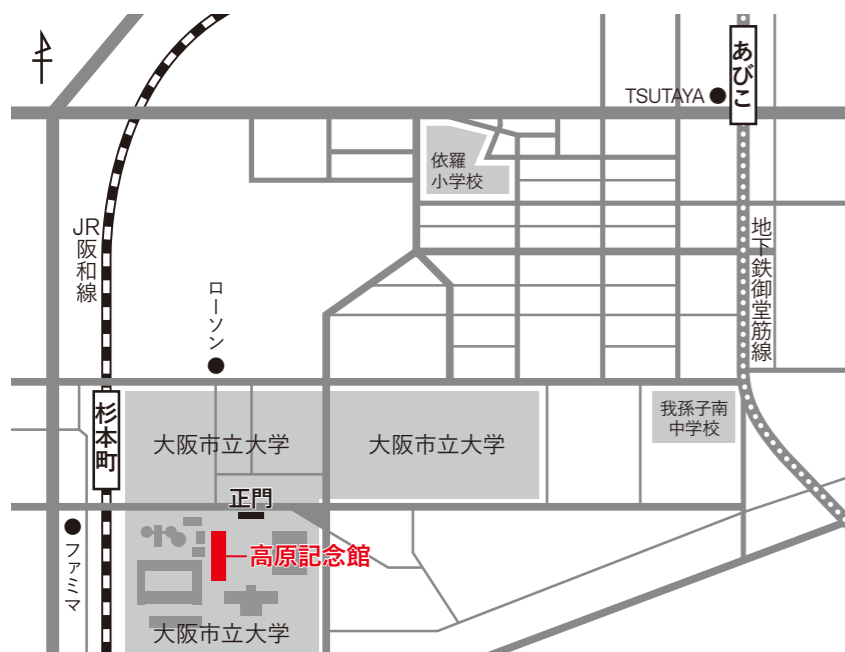 あびこ
TSUTAYA
依羅
小学校
JR阪和線
地下鉄御堂筋線
ローソン
杉本町
大阪市立大学
大阪市立大学
我孫子南
中学校
正門
ファミマ
高原記念館
大阪市立大学